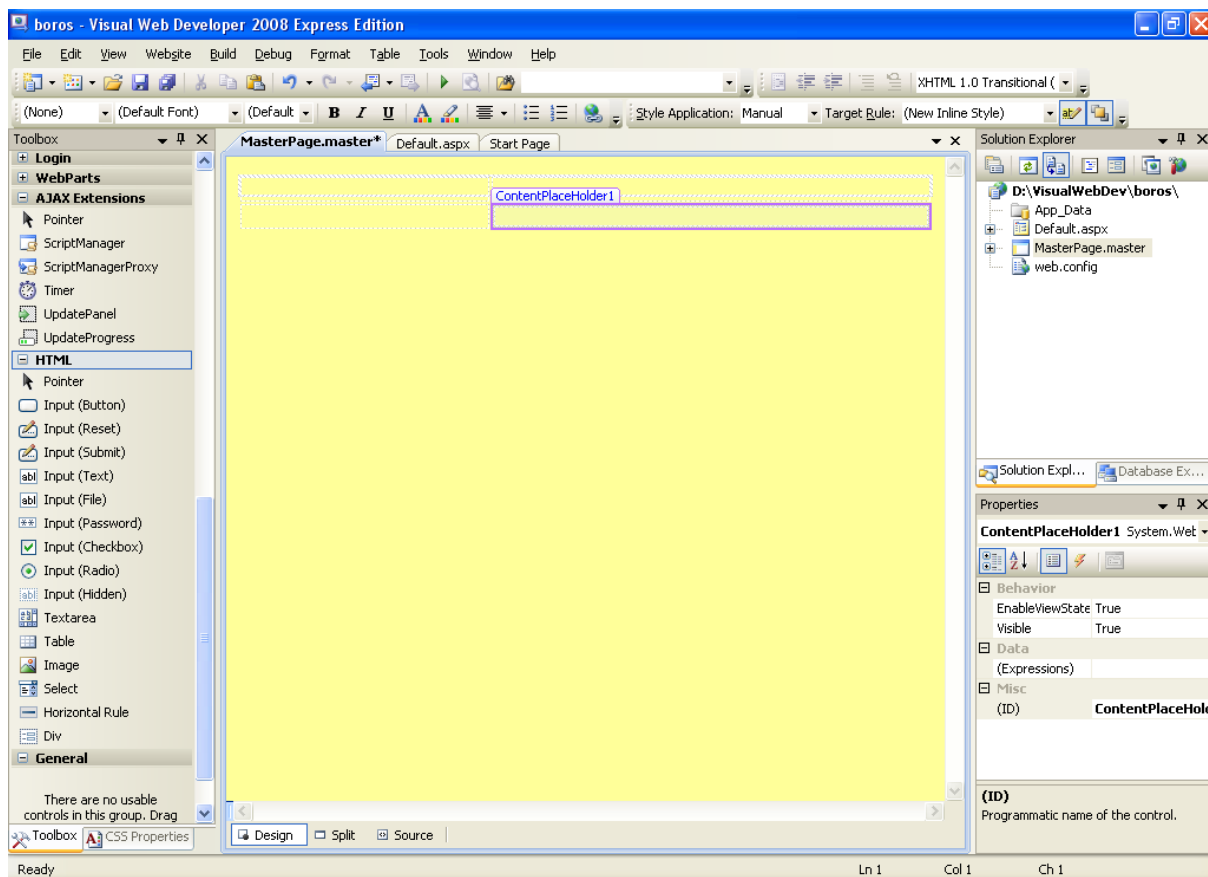 boros - Visual Web Developer 2008 Express Edition
File Edit View Website Build Debug Format Table Tools Window Help
XHTML 1.0 Transitional (
(None) (Default Font) (Default B I U A Style Application: Manual Target Rule: (New Inline Style)
Toolbox
Login
WebParts
AJAX Extensions
Pointer
ScriptManager
ScriptManagerProxy
Timer
UpdatePanel
UpdateProgress
HTML
Pointer
Input (Button)
Input (Reset)
Input (Submit)
Input (Text)
Input (File)
Input (Password)
Input (Checkbox)
Input (Radio)
Input (Hidden)
Textarea
Table
Image
Select
Horizontal Rule
Div
General
There are no usable
controls in this group. Drag
Toolbox CSS Properties
MasterPage.master* Default.aspx Start Page
ContentPlaceHolder1
Design Split Source
Solution Explorer
D:\VisualWebDev\boros\
App_Data
Default.aspx
MasterPage.master
web.config
Solution Expl... Database Ex...
Properties
ContentPlaceHolder1 System.Web
Behavior
EnableViewState True
Visible True
Data
(Expressions)
Misc
(ID) ContentPlaceHol
(ID)
Programmatic name of the control.
Ready Ln 1 Col 1 Ch 1